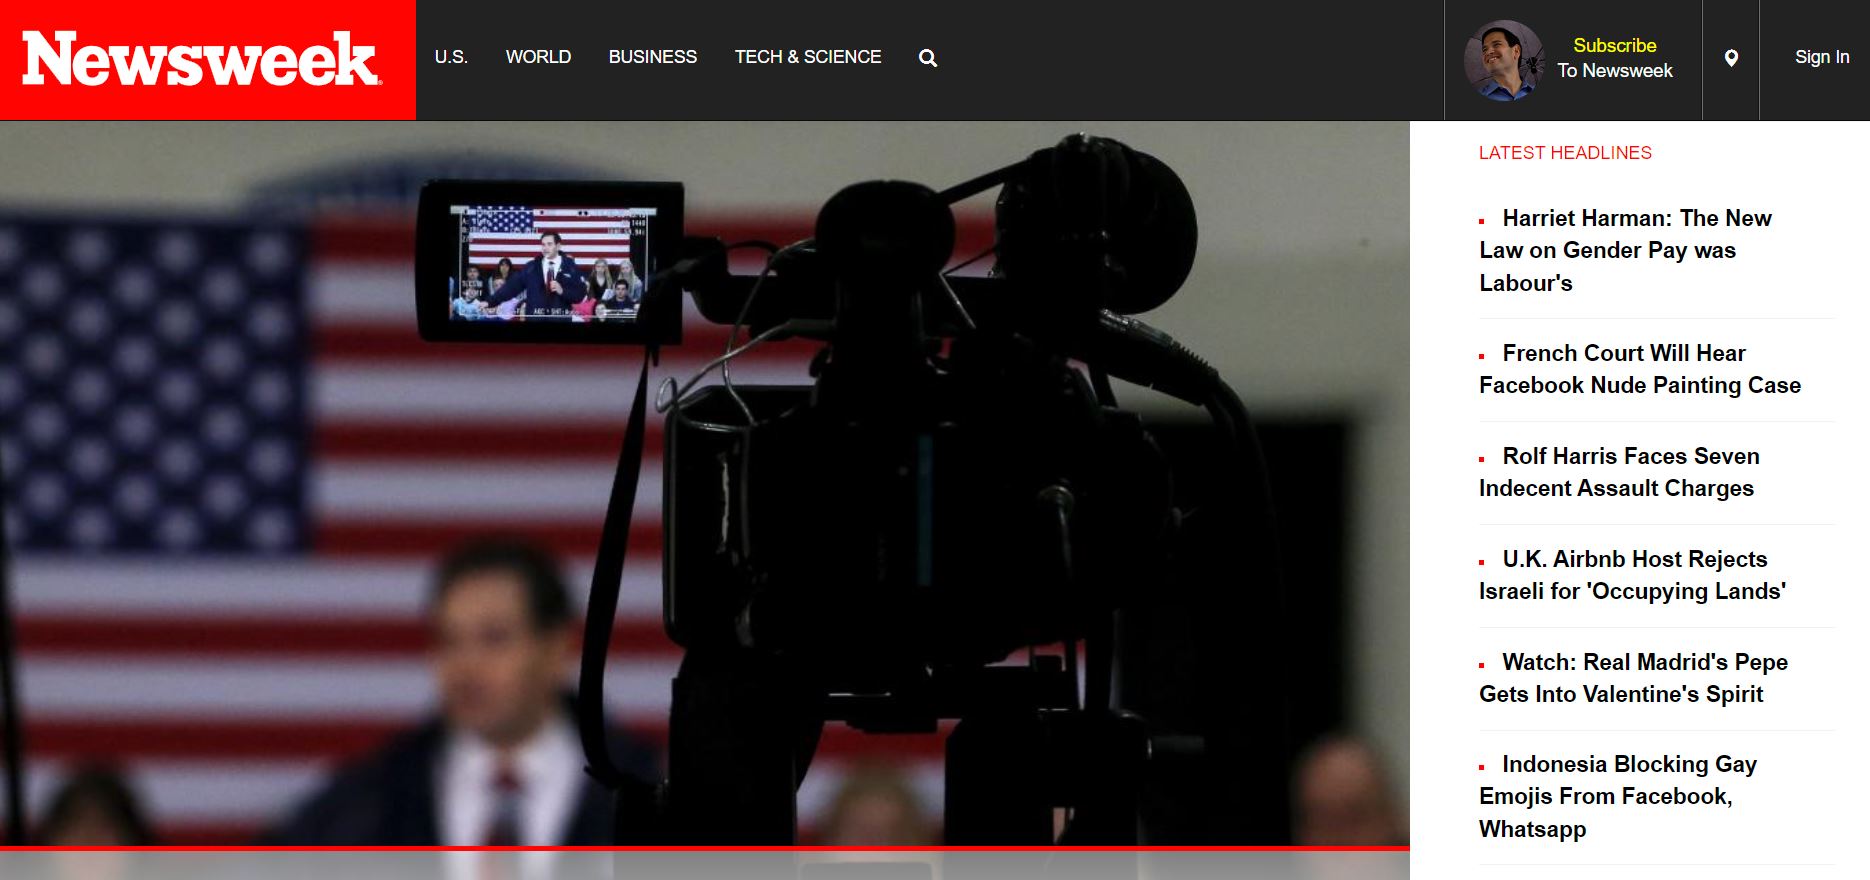 Newsweek
U.S. WORLD BUSINESS TECH & SCIENCE
Subscribe
To Newsweek
Sign In
LATEST HEADLINES
Harriet Harman: The New
Law on Gender Pay was
Labour's
French Court Will Hear
Facebook Nude Painting Case
Rolf Harris Faces Seven
Indecent Assault Charges
U.K. Airbnb Host Rejects
Israeli for 'Occupying Lands'
Watch: Real Madrid's Pepe
Gets Into Valentine's Spirit
Indonesia Blocking Gay
Emojis From Facebook,
Whatsapp